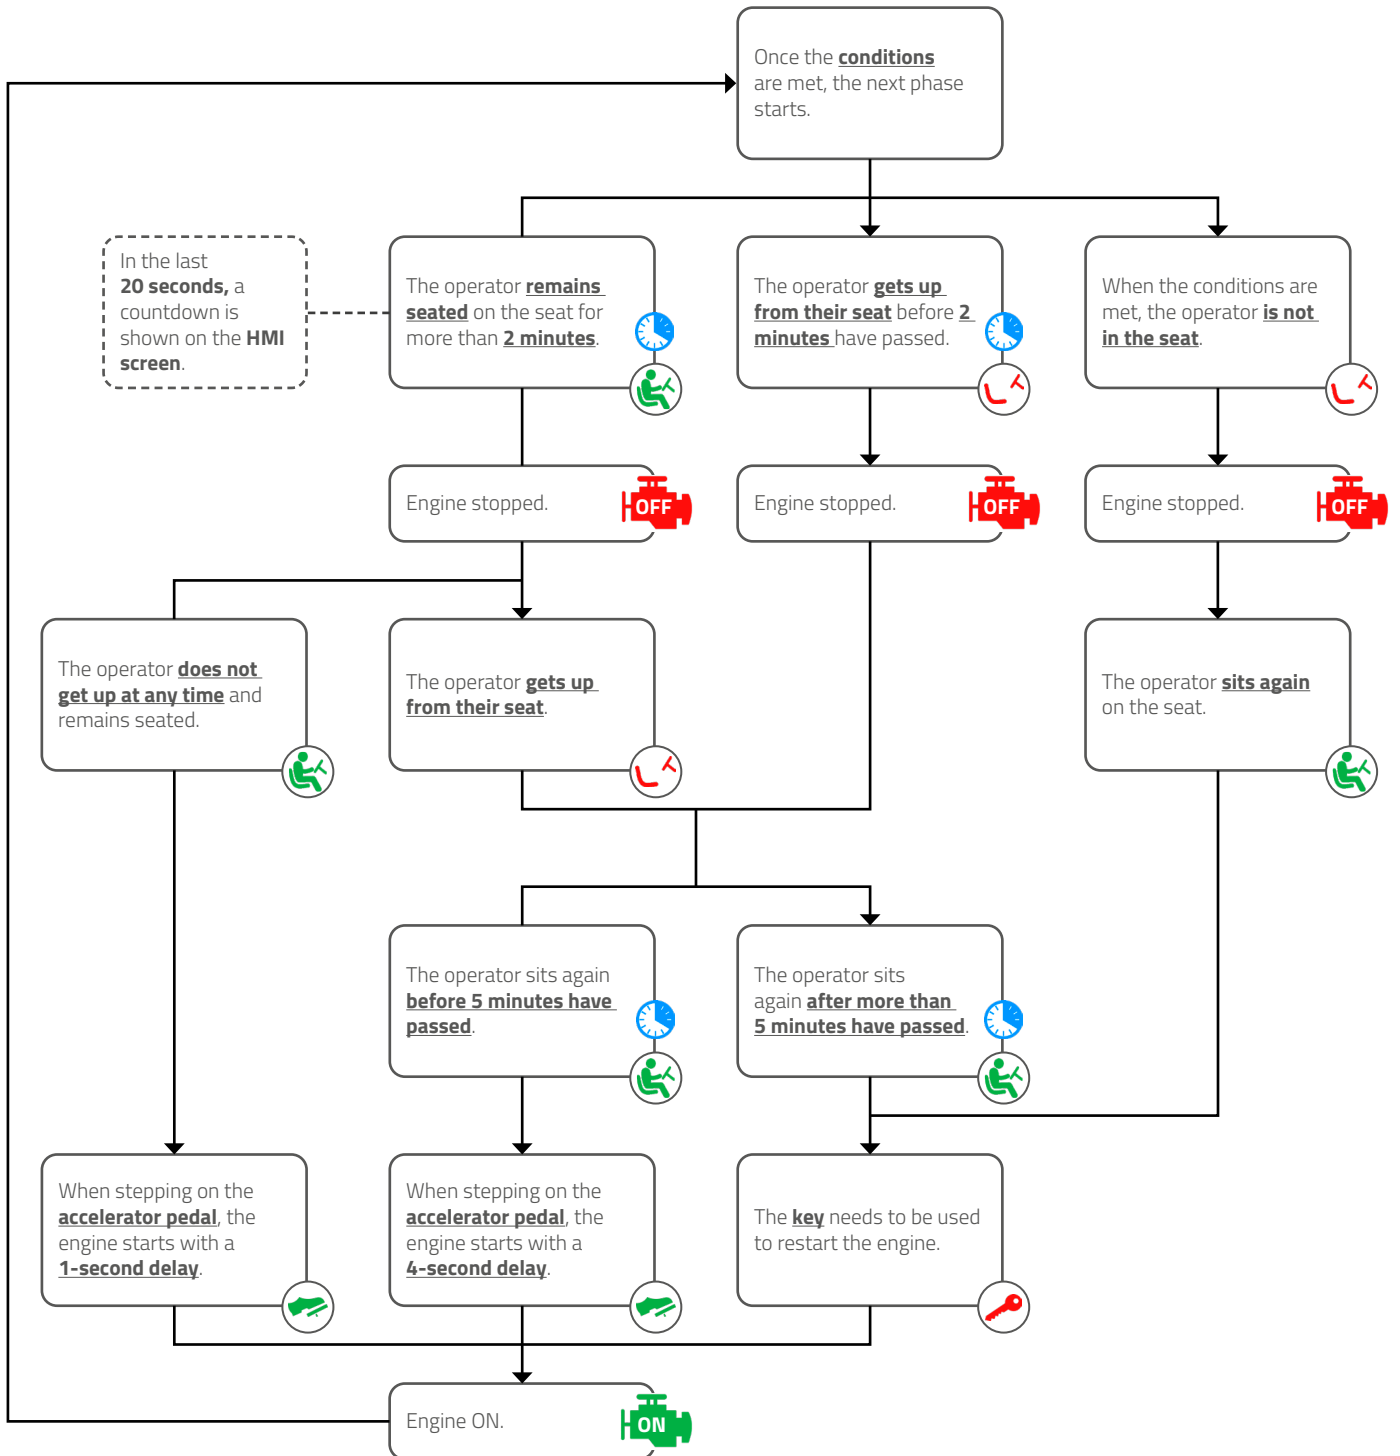 Once the conditions
are met, the next phase
starts.
In the last
20 seconds, a
countdown is
shown on the HMI
screen.
The operator remains
seated on the seat for
more than 2 minutes.
The operator gets up
from their seat before 2
minutes have passed.
When the conditions are
met, the operator is not
in the seat.
Engine stopped.
OFF
Engine stopped.
OFF
Engine stopped.
OFF
The operator does not
get up at any time and
remains seated.
The operator gets up
from their seat.
The operator sits again
on the seat.
The operator sits again
before 5 minutes have
passed.
The operator sits
again after more than
5 minutes have passed.
When stepping on the
accelerator pedal, the
engine starts with a
1-second delay.
When stepping on the
accelerator pedal, the
engine starts with a
4-second delay.
The key needs to be used
to restart the engine.
Engine ON.
ON